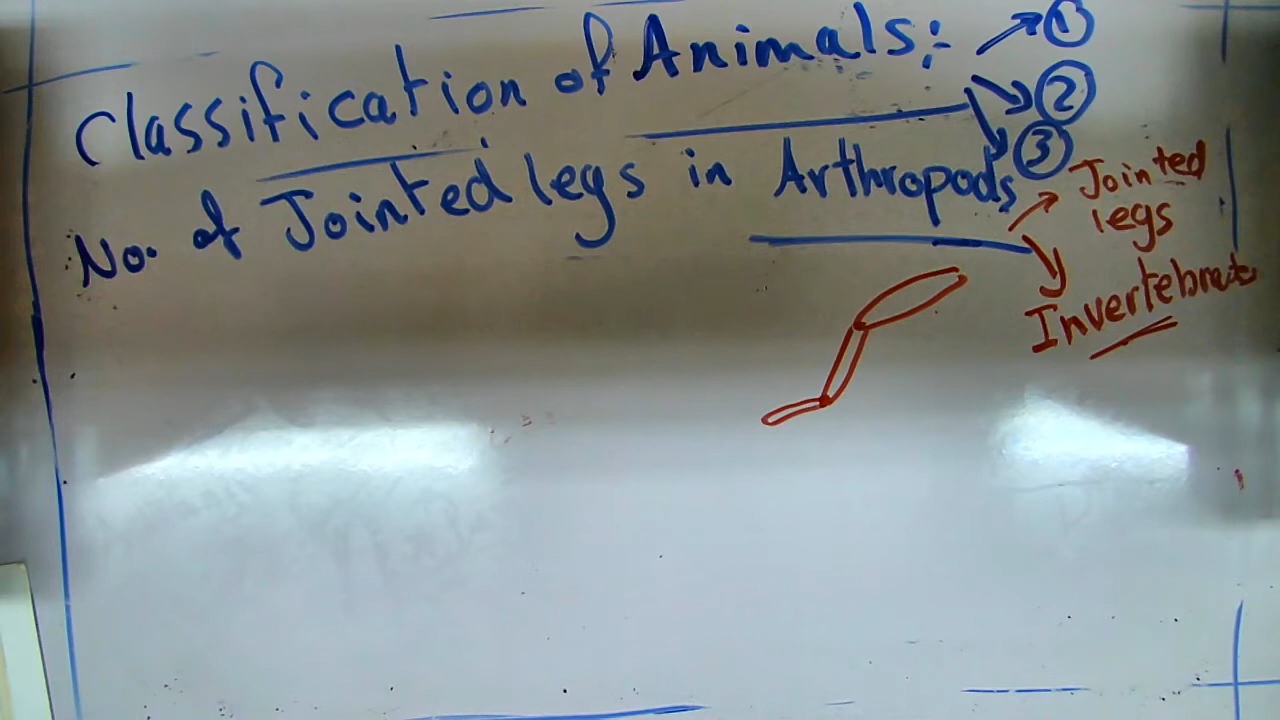 Classification of Animals:
①
②
③
No. of Jointed legs in Arthropods
Jointed
legs
Invertebrate